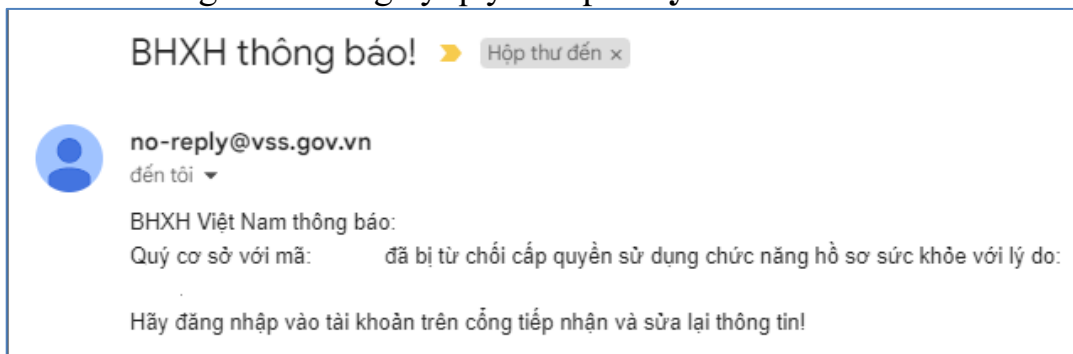 BHXH thông báo! Hộp thư đến ×
no-reply@vss.gov.vn
đến tôi
BHXH Việt Nam thông báo:
Quý cơ sở với mã: đã bị từ chối cấp quyền sử dụng chức năng hồ sơ sức khỏe với lý do:
Hãy đăng nhập vào tài khoản trên cổng tiếp nhận và sửa lại thông tin!